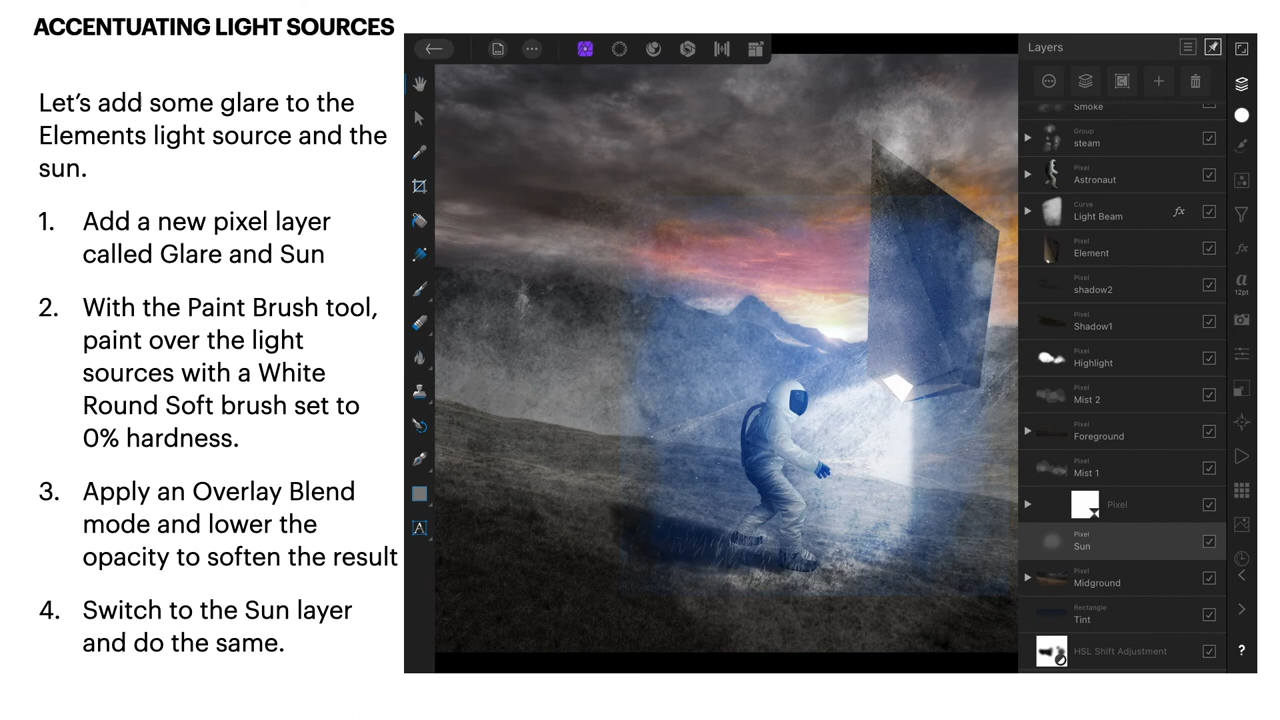 ACCENTUATING LIGHT SOURCES
Let’s add some glare to the
Elements light source and the
sun.
1. Add a new pixel layer
called Glare and Sun
2. With the Paint Brush tool,
paint over the light
sources with a White
Round Soft brush set to
0% hardness.
3. Apply an Overlay Blend
mode and lower the
opacity to soften the result
4. Switch to the Sun layer
and do the same.
Layers
Smoke
Group
steam
Pixel
Astronaut
Curve
Light Beam fx
Pixel
Element
Pixel
shadow2
Pixel
Shadow1
Pixel
Highlight
Pixel
Mist 2
Pixel
Foreground
Pixel
Mist 1
Pixel
Pixel
Sun
Pixel
Midground
Rectangle
Tint
HSL Shift Adjustment
A
fx
a
12pt
?